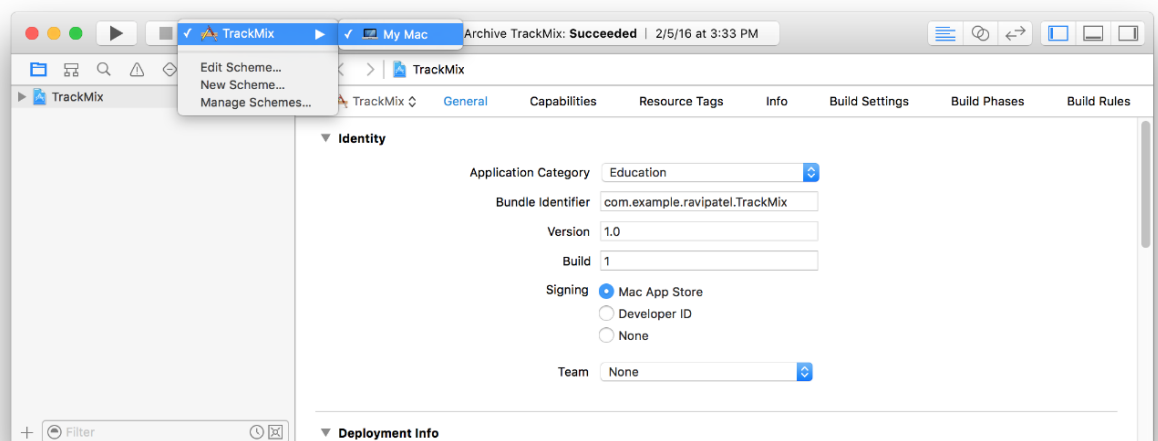 TrackMix
My Mac
Archive TrackMix: Succeeded | 2/5/16 at 3:33 PM
Edit Scheme...
New Scheme...
Manage Schemes...
TrackMix
TrackMix
TrackMix
General
Capabilities
Resource Tags
Info
Build Settings
Build Phases
Build Rules
Identity
Application Category
Education
Bundle Identifier
com.example.ravipatel.TrackMix
Version
1.0
Build
1
Signing
Mac App Store
Developer ID
None
Team
None
Filter
Deployment Info